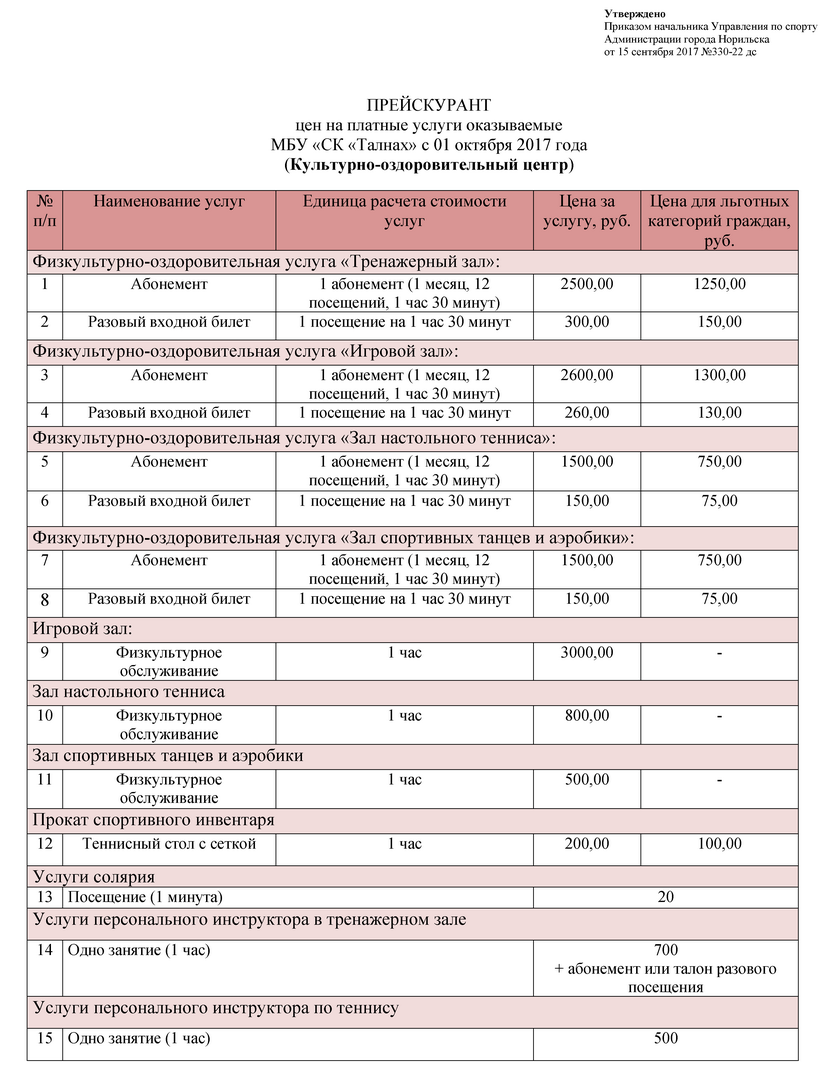 Утверждено
Приказом начальника Управления по спорту
Администрации города Норильска
от 15 сентября 2017 №330-22 дс
ПРЕЙСКУРАНТ
цен на платные услуги оказываемые
МБУ «СК «Талнах» с 01 октября 2017 года
(Культурно-оздоровительный центр)
№ п/п Наименование услуг Единица расчета стоимости услуг Цена за услугу, руб. Цена для льготных категорий граждан, руб.
Физкультурно-оздоровительная услуга «Тренажерный зал»:
1 Абонемент 1 абонемент (1 месяц, 12 посещений, 1 час 30 минут) 2500,00 1250,00
2 Разовый входной билет 1 посещение на 1 час 30 минут 300,00 150,00
Физкультурно-оздоровительная услуга «Игровой зал»:
3 Абонемент 1 абонемент (1 месяц, 12 посещений, 1 час 30 минут) 2600,00 1300,00
4 Разовый входной билет 1 посещение на 1 час 30 минут 260,00 130,00
Физкультурно-оздоровительная услуга «Зал настольного тенниса»:
5 Абонемент 1 абонемент (1 месяц, 12 посещений, 1 час 30 минут) 1500,00 750,00
6 Разовый входной билет 1 посещение на 1 час 30 минут 150,00 75,00
Физкультурно-оздоровительная услуга «Зал спортивных танцев и аэробики»:
7 Абонемент 1 абонемент (1 месяц, 12 посещений, 1 час 30 минут) 1500,00 750,00
8 Разовый входной билет 1 посещение на 1 час 30 минут 150,00 75,00
Игровой зал:
9 Физкультурное обслуживание 1 час 3000,00 -
Зал настольного тенниса
10 Физкультурное обслуживание 1 час 800,00 -
Зал спортивных танцев и аэробики
11 Физкультурное обслуживание 1 час 500,00 -
Прокат спортивного инвентаря
12 Теннисный стол с сеткой 1 час 200,00 100,00
Услуги солярия
13 Посещение (1 минута) 20
Услуги персонального инструктора в тренажерном зале
14 Одно занятие (1 час) 700
+ абонемент или талон разового
посещения
Услуги персонального инструктора по теннису
15 Одно занятие (1 час) 500